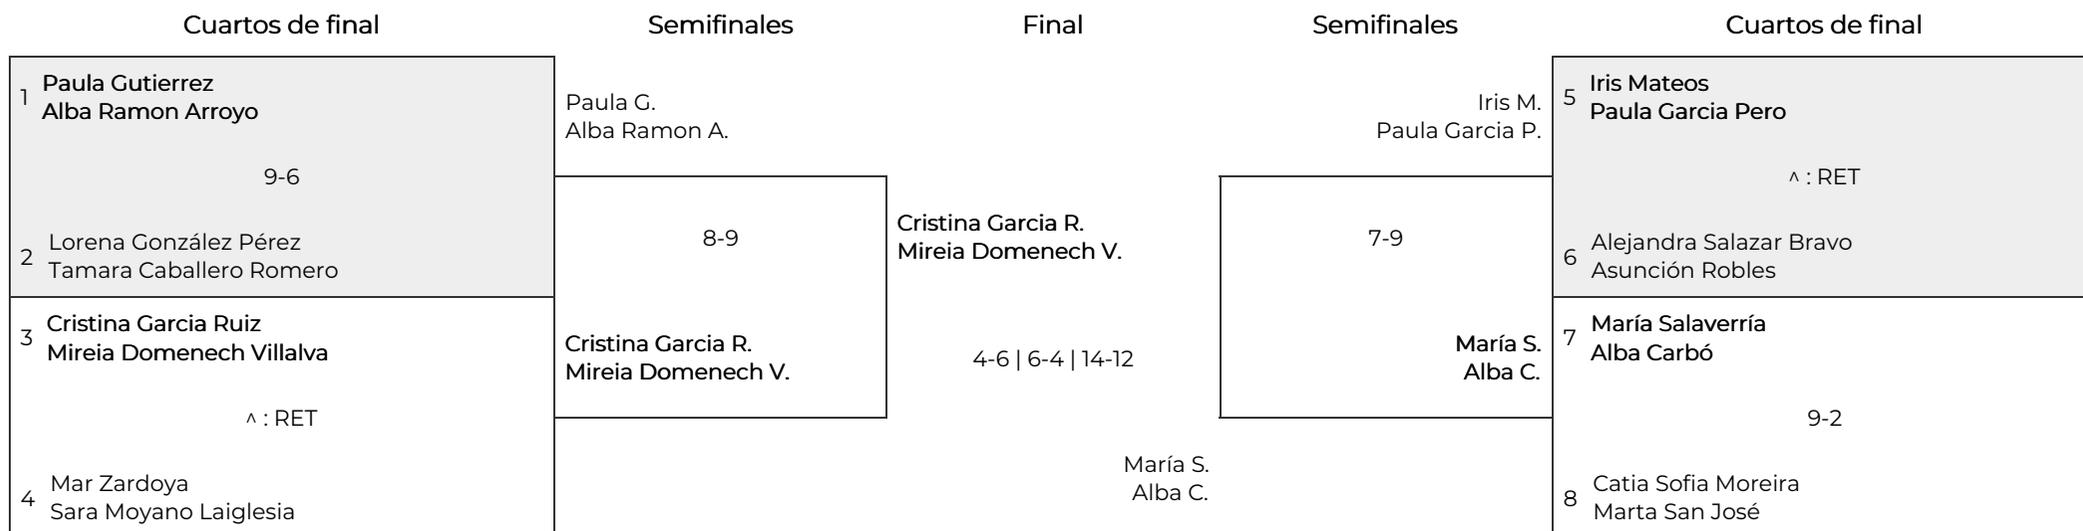 Cuartos de final
Semifinales
Final
Semifinales
Cuartos de final
1
Paula Gutierrez
Alba Ramon Arroyo
9-6
2
Lorena González Pérez
Tamara Caballero Romero
3
Cristina Garcia Ruiz
Mireia Domenech Villalva
^ : RET
4
Mar Zardoya
Sara Moyano Laiglesia
Paula G.
Alba Ramon A.
8-9
Cristina Garcia R.
Mireia Domenech V.
Cristina Garcia R.
Mireia Domenech V.
4-6 | 6-4 | 14-12
María S.
Alba C.
Iris M.
Paula Garcia P.
7-9
María S.
Alba C.
5
Iris Mateos
Paula Garcia Pero
^ : RET
6
Alejandra Salazar Bravo
Asunción Robles
7
María Salaverría
Alba Carbó
9-2
8
Catia Sofia Moreira
Marta San José